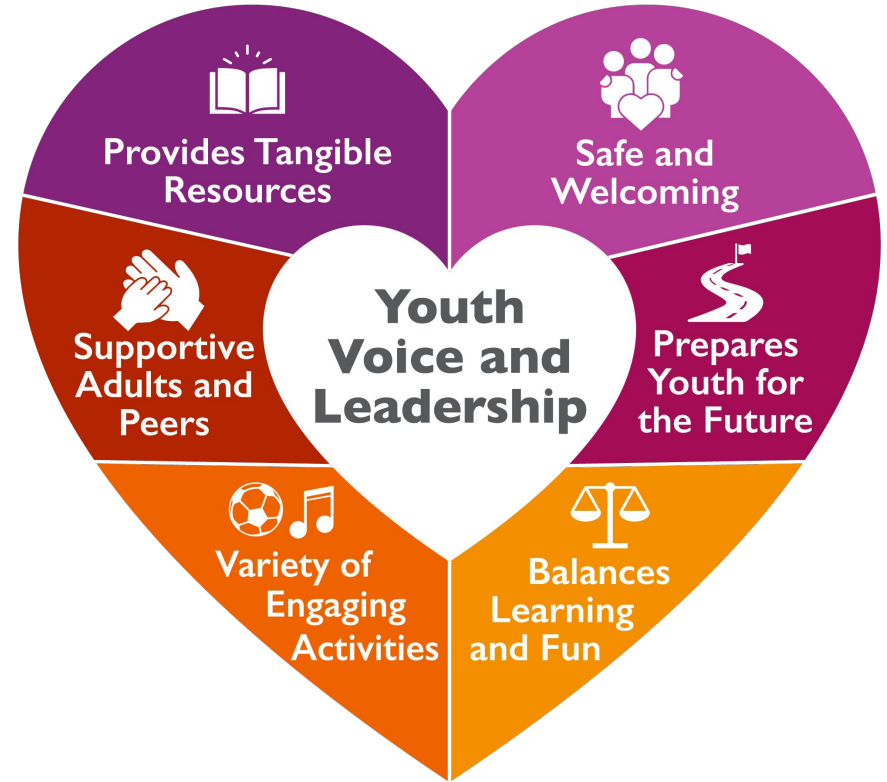 Provides Tangible
Resources
Safe and
Welcoming
Supportive
Adults and
Peers
Youth
Voice and
Leadership
Prepares
Youth for
the Future
Variety of
Engaging
Activities
Balances
Learning
and Fun